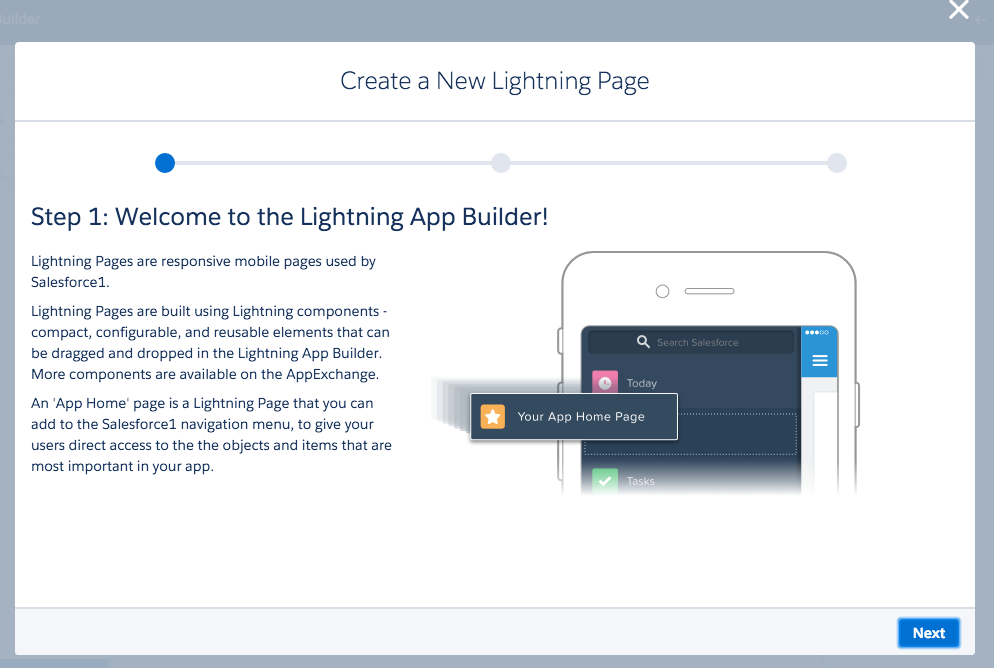 uilder
Create a New Lightning Page
Step 1: Welcome to the Lightning App Builder!
Lightning Pages are responsive mobile pages used by
Salesforce1.
Lightning Pages are built using Lightning components -
compact, configurable, and reusable elements that can
be dragged and dropped in the Lightning App Builder.
More components are available on the AppExchange.
An 'App Home' page is a Lightning Page that you can
add to the Salesforce1 navigation menu, to give your
users direct access to the the objects and items that are
most important in your app.
Search Salesforce
Today
Your App Home Page
Tasks
Next